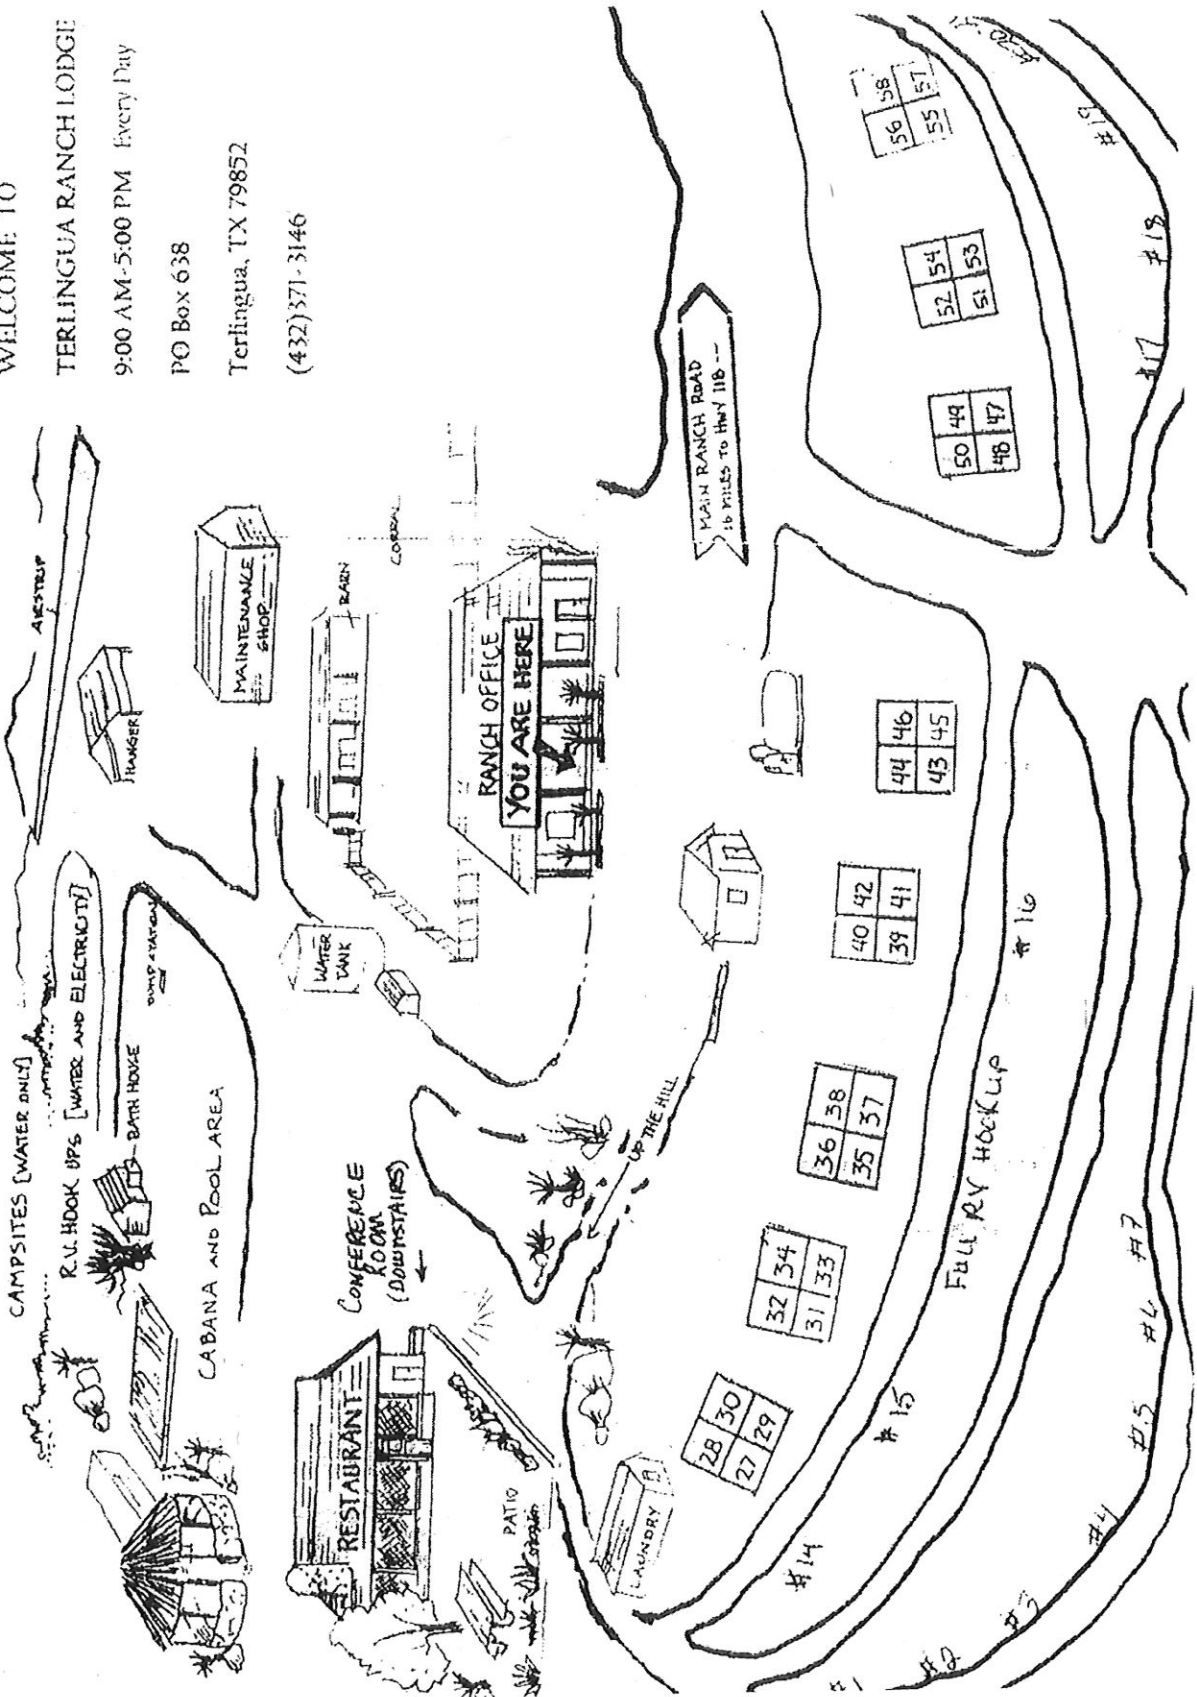 WELCOME TO
TERLINGUA RANCH LODGE
9:00 AM-5:00 PM Every Day
PO Box 638
Terlingua, TX 79852
(432) 371-3146
CAMPSITES [WATER ONLY]
AIRSTRIP
R.V. HOOK UPS [WATER AND ELECTRICITY]
HANGER
BATH HOUSE
DUMP STATION
MAINTENANCE
SHOP
CABANA AND POOL AREA
WATER
TANK
BARN
CORRAL
CONFERENCE
ROOM
(DOWNSTAIRS)
RESTAURANT
RANCH OFFICE
YOU ARE HERE
PATIO
UP THE HILL
MAIN RANCH ROAD
16 MILES TO HWY 118 --
LAUNDRY
28 30
27 29
32 34
31 33
36 38
35 37
40 42
39 41
44 46
43 45
50 49
48 47
52 54
51 53
56 58
55 57
#14
#15
FULL RV HOOKUP
#16
#17
#18
#19
1#
#2
#3
#4
#5
#6
#7